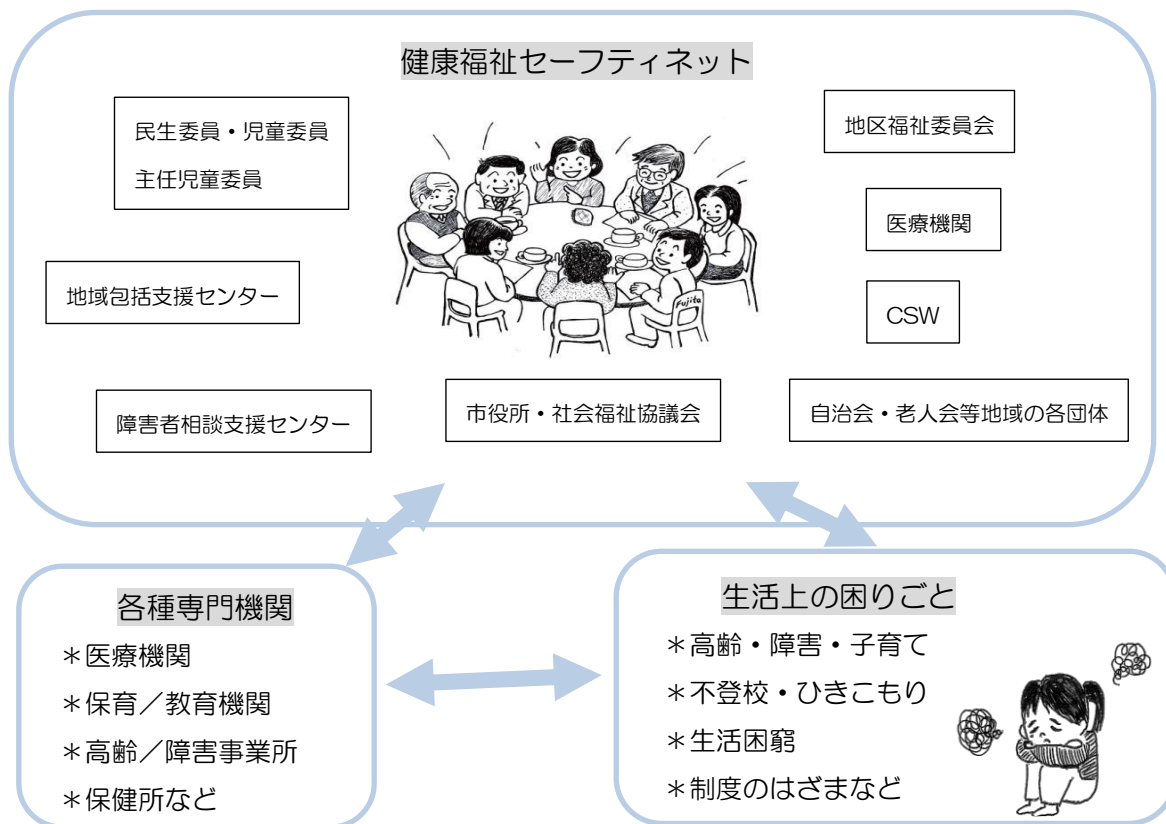 健康福祉セーフティネット
民生委員・児童委員
主任児童委員
地区福祉委員会
医療機関
地域包括支援センター
CSW
Fujita
障害者相談支援センター
市役所・社会福祉協議会
自治会・老人会等地域の各団体
各種専門機関
＊医療機関
＊保育／教育機関
＊高齢／障害事業所
＊保健所など
生活上の困りごと
＊高齢・障害・子育て
＊不登校・ひきこもり
＊生活困窮
＊制度のはざまなど